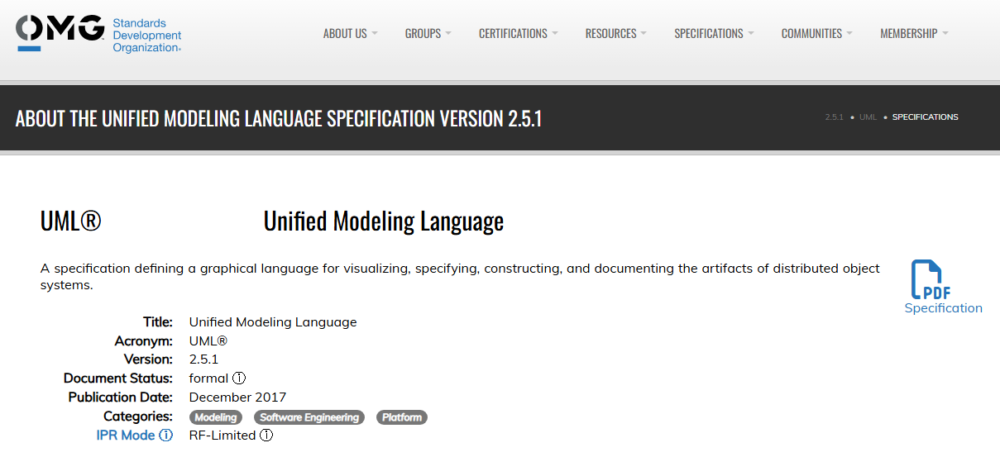 OMG™ Standards
Development
Organization®
ABOUT US GROUPS CERTIFICATIONS RESOURCES SPECIFICATIONS COMMUNITIES MEMBERSHIP
ABOUT THE UNIFIED MODELING LANGUAGE SPECIFICATION VERSION 2.5.1
2.5.1 • UML • SPECIFICATIONS
UML® Unified Modeling Language
A specification defining a graphical language for visualizing, specifying, constructing, and documenting the artifacts of distributed object
systems.
PDF
Specification
Title: Unified Modeling Language
Acronym: UML®
Version: 2.5.1
Document Status: formal ⓘ
Publication Date: December 2017
Categories: Modeling Software Engineering Platform
IPR Mode ⓘ RF-Limited ⓘ